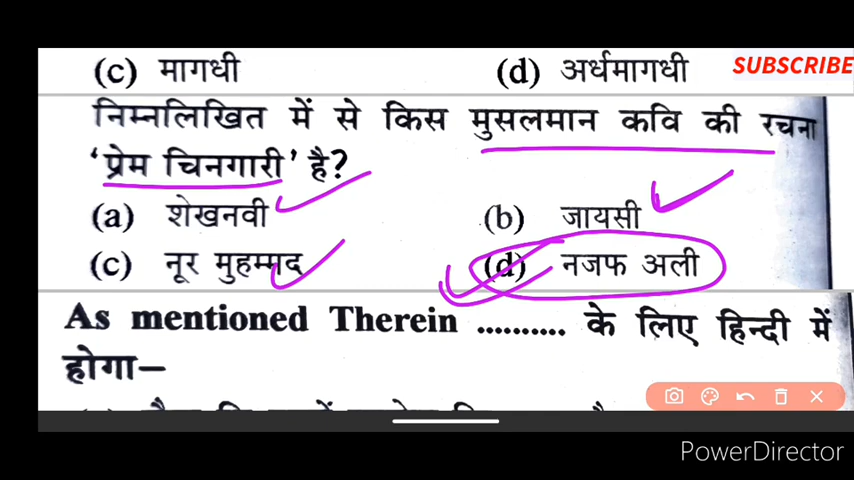 (c) मागधी (d) अर्धमागधी SUBSCRIBE
निम्नलिखित में से किस मुसलमान कवि की रचना
‘प्रेम चिनगारी’ है?
(a) शेखनवी (b) जायसी
(c) नूर मुहम्मद (d) नजफ अली
As mentioned Therein .......... के लिए हिन्दी में
होगा—
PowerDirector